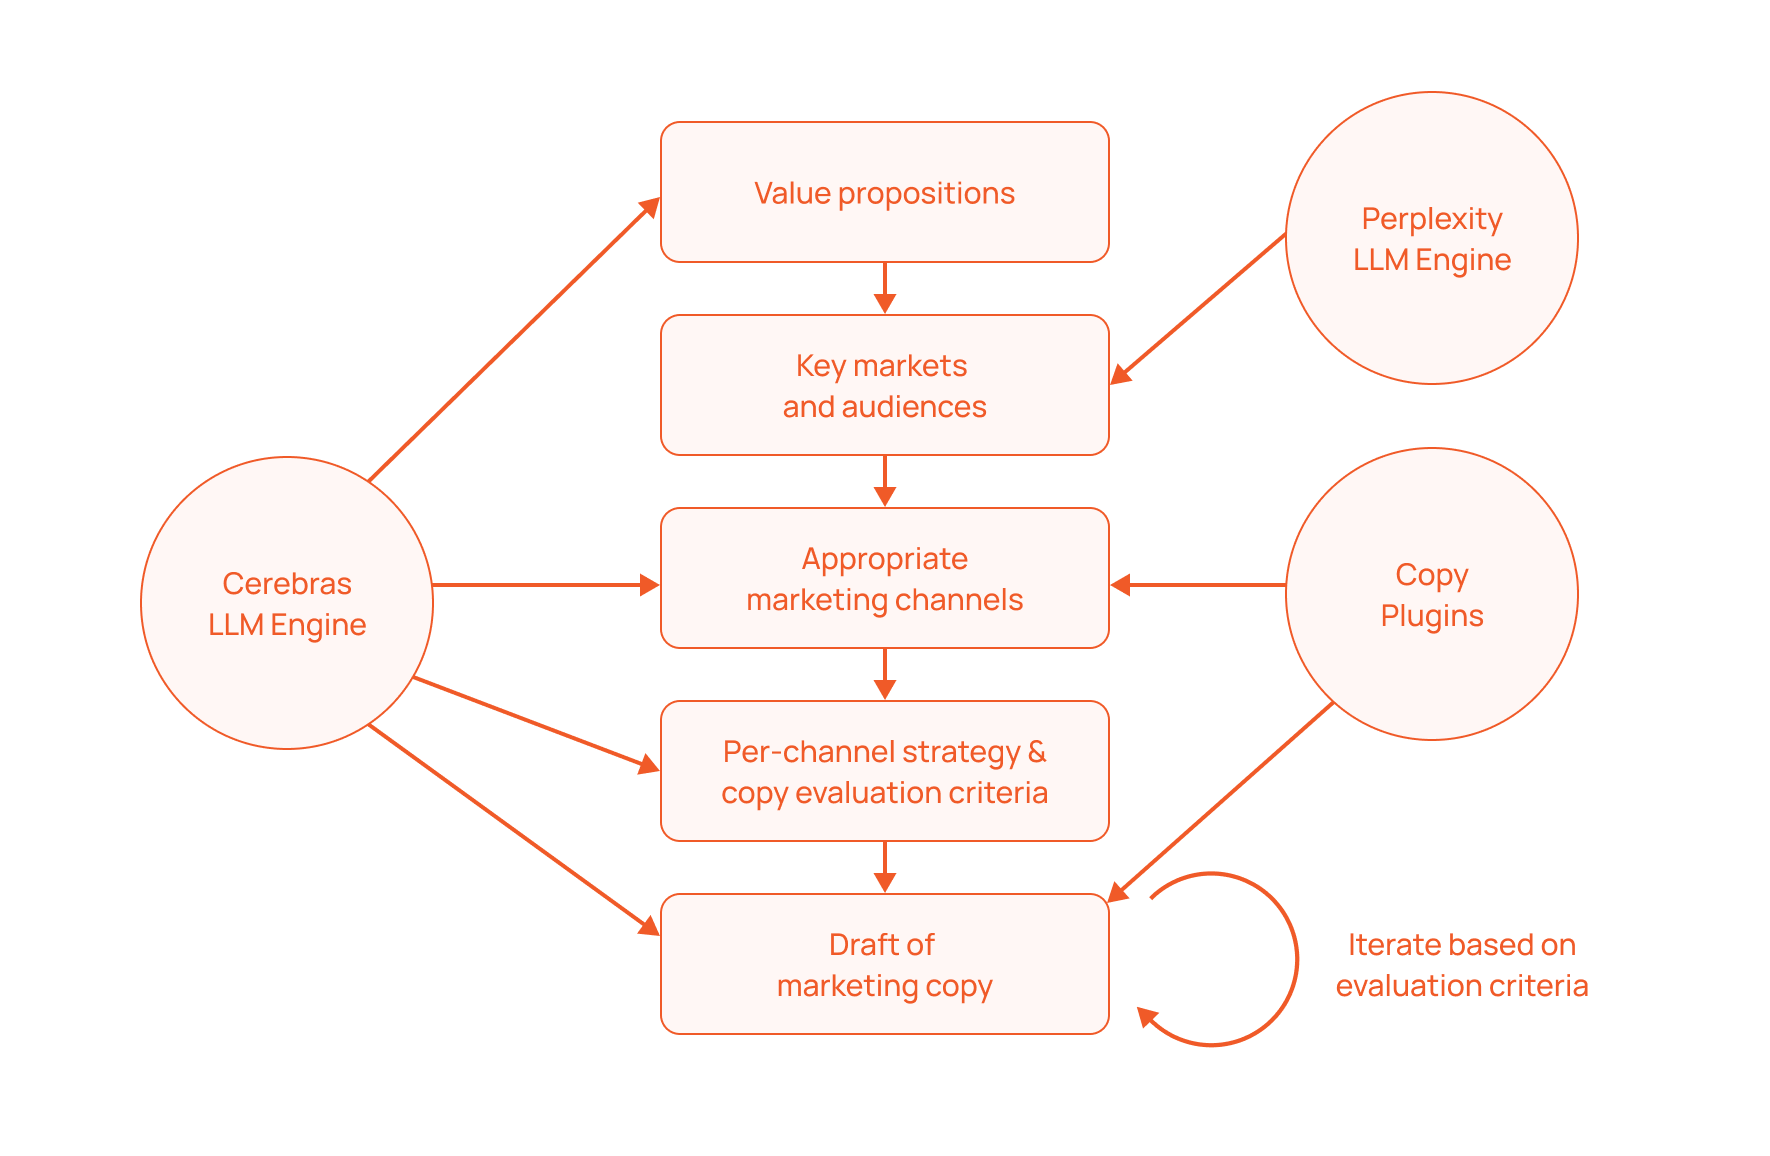 Value propositions
Perplexity
LLM Engine
Key markets
and audiences
Cerebras
LLM Engine
Appropriate
marketing channels
Copy
Plugins
Per-channel strategy &
copy evaluation criteria
Draft of
marketing copy
Iterate based on
evaluation criteria